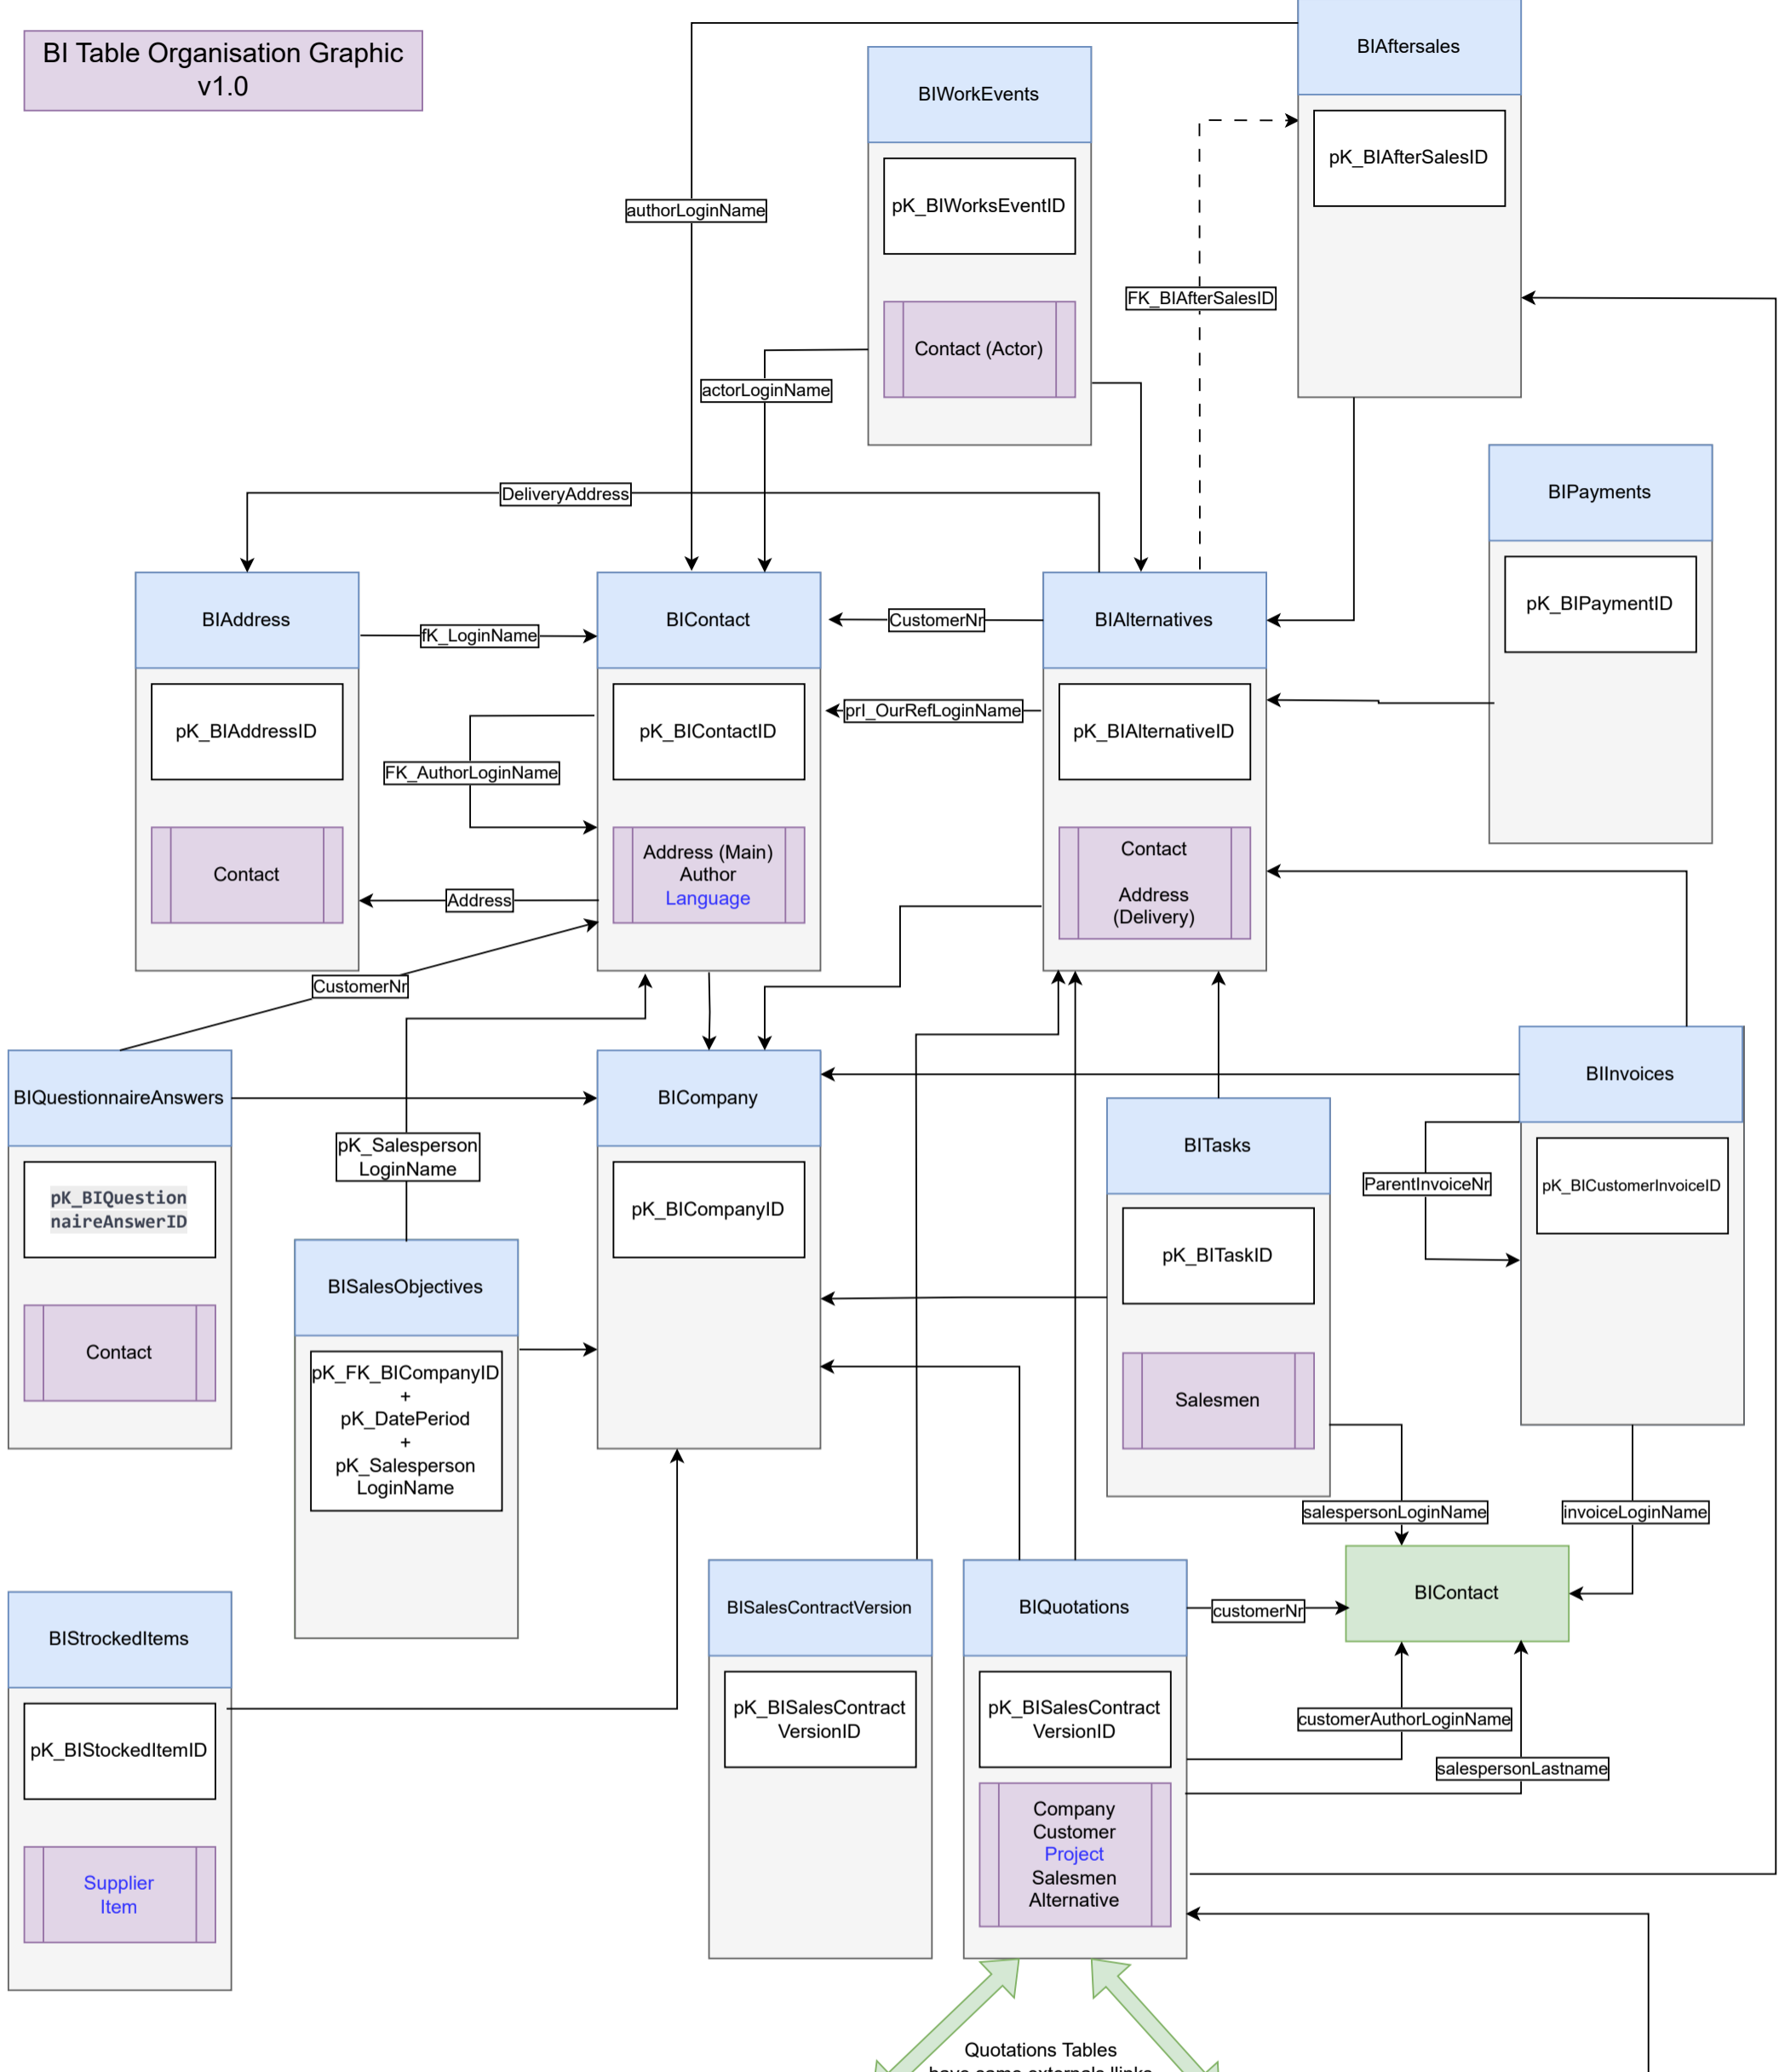 BI Table Organisation Graphic
v1.0
BIAftersales
pK_BIAfterSalesID
BIWorkEvents
pK_BIWorksEventID
Contact (Actor)
authorLoginName
actorLoginName
FK_BIAfterSalesID
DeliveryAddress
BIPayments
pK_BIPaymentID
BIAddress
pK_BIAddressID
Contact
fK_LoginName
BIContact
pK_BIContactID
Address (Main)
Author
Language
FK_AuthorLoginName
Address
CustomerNr
prl_OurRefLoginName
BIAlternatives
pK_BIAlternativeID
Contact
Address
(Delivery)
CustomerNr
BIQuestionnaireAnswers
pK_BIQuestion
naireAnswerID
Contact
pK_Salesperson
LoginName
BISalesObjectives
pK_FK_BICompanyID
+
pK_DatePeriod
+
pK_Salesperson
LoginName
BICompany
pK_BICompanyID
BITasks
pK_BITaskID
Salesmen
BIInvoices
pK_BICustomerInvoiceID
ParentInvoiceNr
salespersonLoginName
invoiceLoginName
BIContact
BIStrockedItems
pK_BIStockedItemID
Supplier
Item
BISalesContractVersion
pK_BISalesContract
VersionID
BIQuotations
pK_BISalesContract
VersionID
Company
Customer
Project
Salesmen
Alternative
customerNr
customerAuthorLoginName
salespersonLastname
Quotations Tables
have same externals llinks